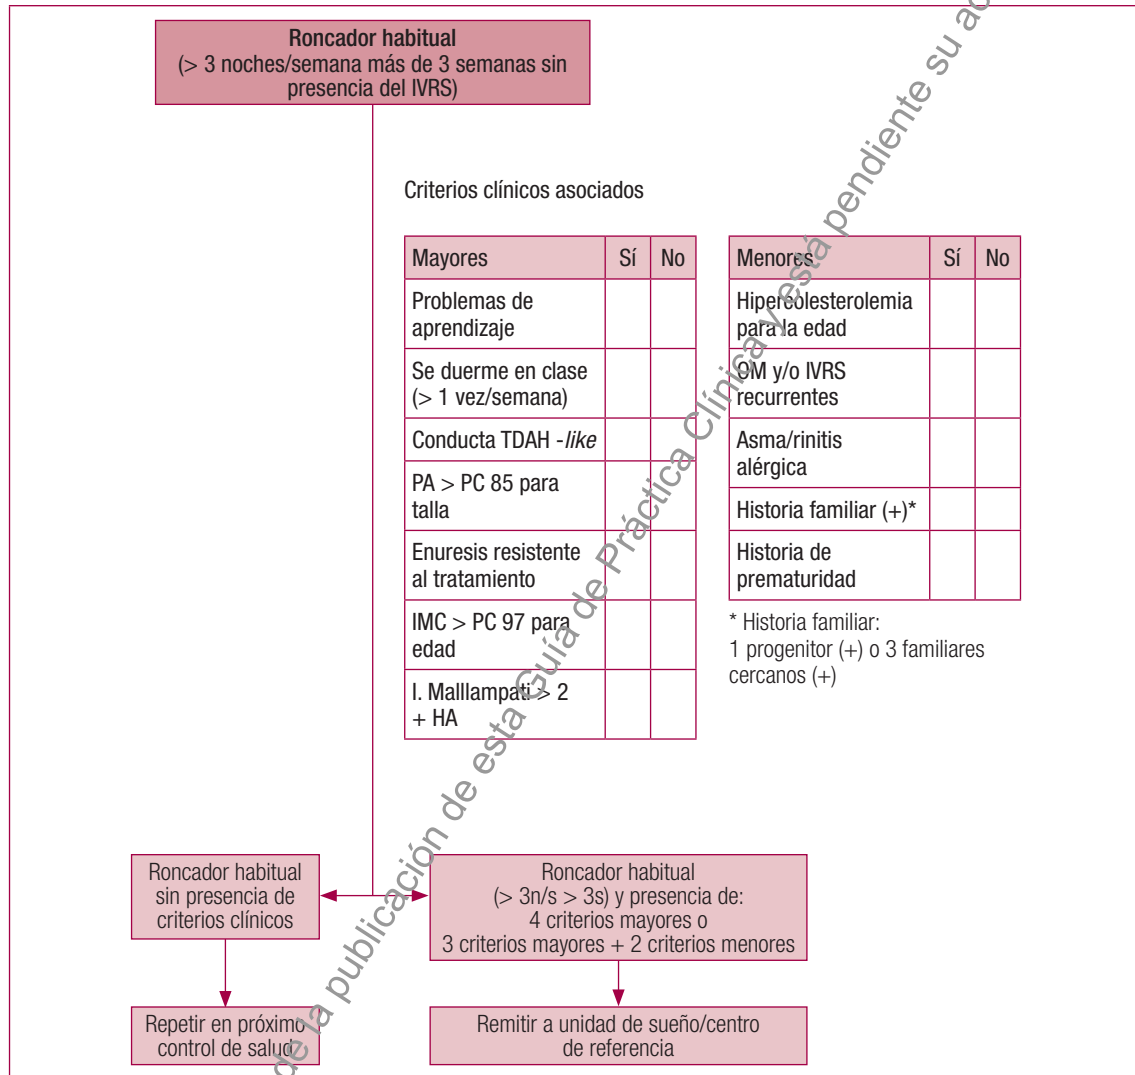 Roncador habitual
(> 3 noches/semana más de 3 semanas sin
presencia del IVRS)
Criterios clínicos asociados
Mayores Sí No
Problemas de
aprendizaje
Se duerme en clase
(> 1 vez/semana)
Conducta TDAH -like
PA > PC 85 para
talla
Enuresis resistente
al tratamiento
IMC > PC 97 para
edad
I. Malllampati > 2
+ HA
Menores Sí No
Hipercolesterolemia
para la edad
OM y/o IVRS
recurrentes
Asma/rinitis
alérgica
Historia familiar (+)*
Historia de
prematuridad
* Historia familiar:
1 progenitor (+) o 3 familiares
cercanos (+)
Roncador habitual
sin presencia de
criterios clínicos
Roncador habitual
(> 3n/s > 3s) y presencia de:
4 criterios mayores o
3 criterios mayores + 2 criterios menores
Repetir en próximo
control de salud
Remitir a unidad de sueño/centro
de referencia
de la publicación de esta Guía de Práctica Clínica y está pendiente su